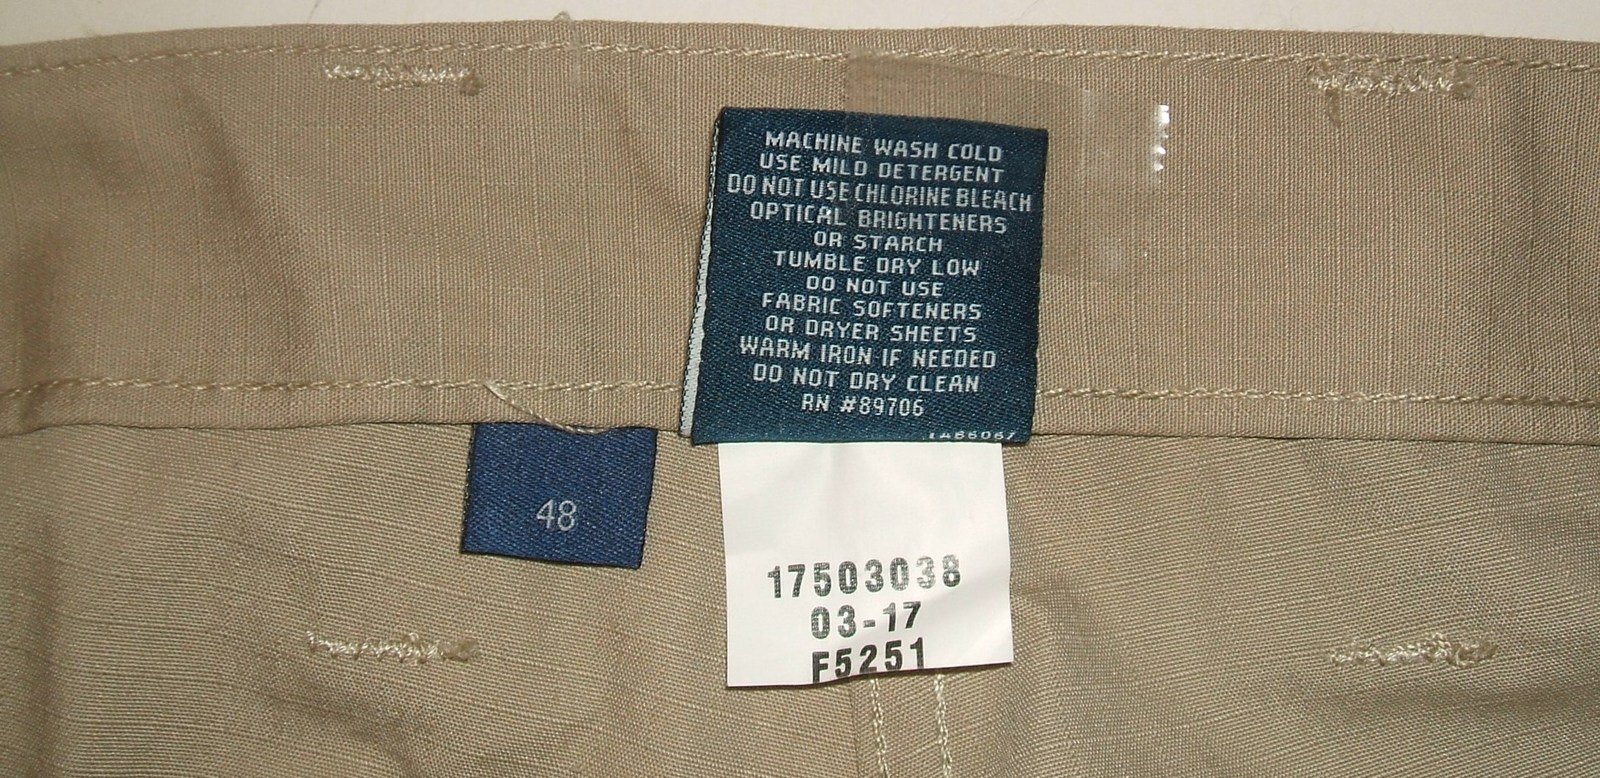 MACHINE WASH COLD
USE MILD DETERGENT
DO NOT USE CHLORINE BLEACH
OPTICAL BRIGHTENERS
OR STARCH
TUMBLE DRY LOW
DO NOT USE
FABRIC SOFTENERS
OR DRYER SHEETS
WARM IRON IF NEEDED
DO NOT DRY CLEAN
RN #89706
48
17503038
03-17
F5251